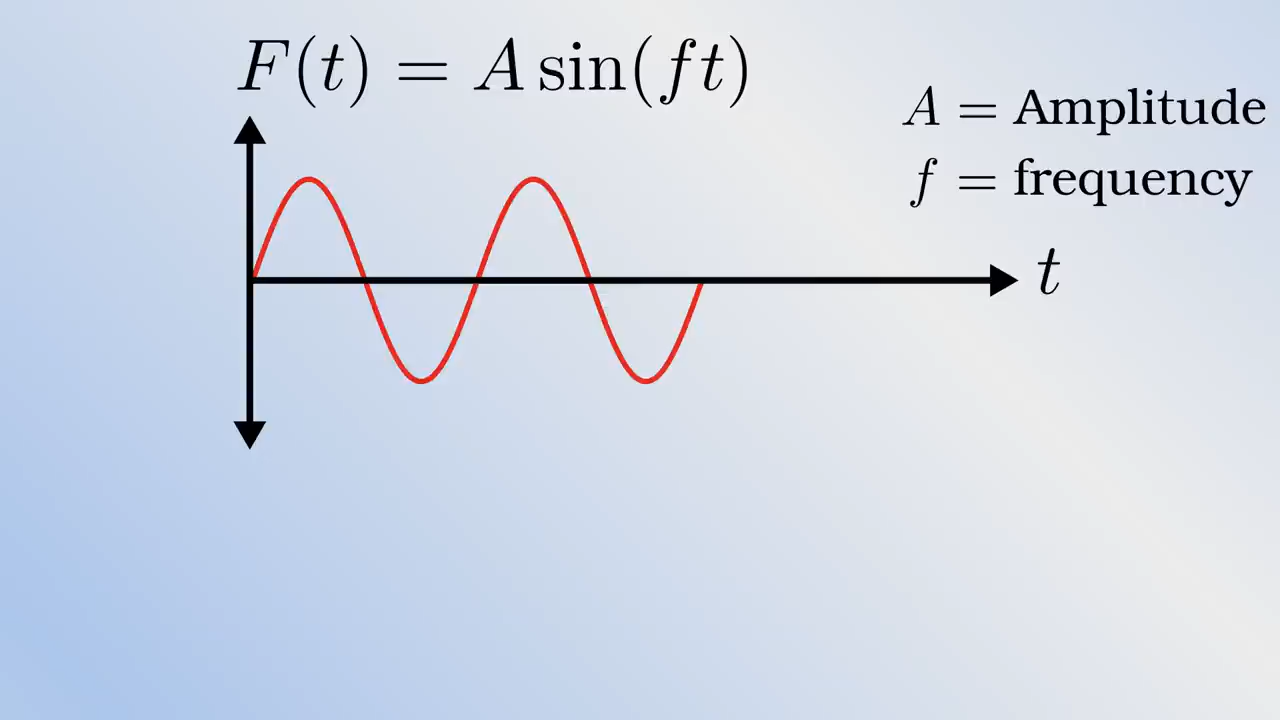 F(t) = A sin(ft)
A = Amplitude
f = frequency
t